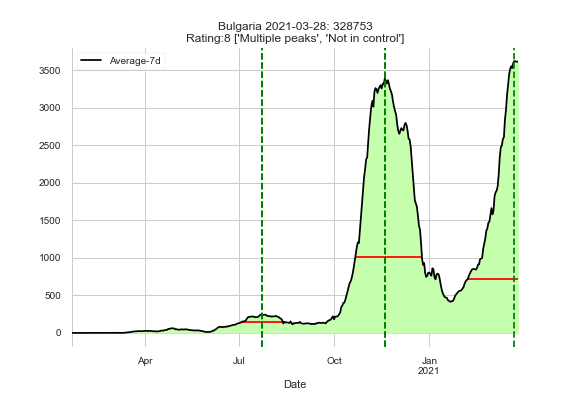 Bulgaria 2021-03-28: 328753
Rating:8 ['Multiple peaks', 'Not in control']
Average-7d
3500
3000
2500
2000
1500
1000
500
0
Apr
Jul
Oct
Jan
2021
Date